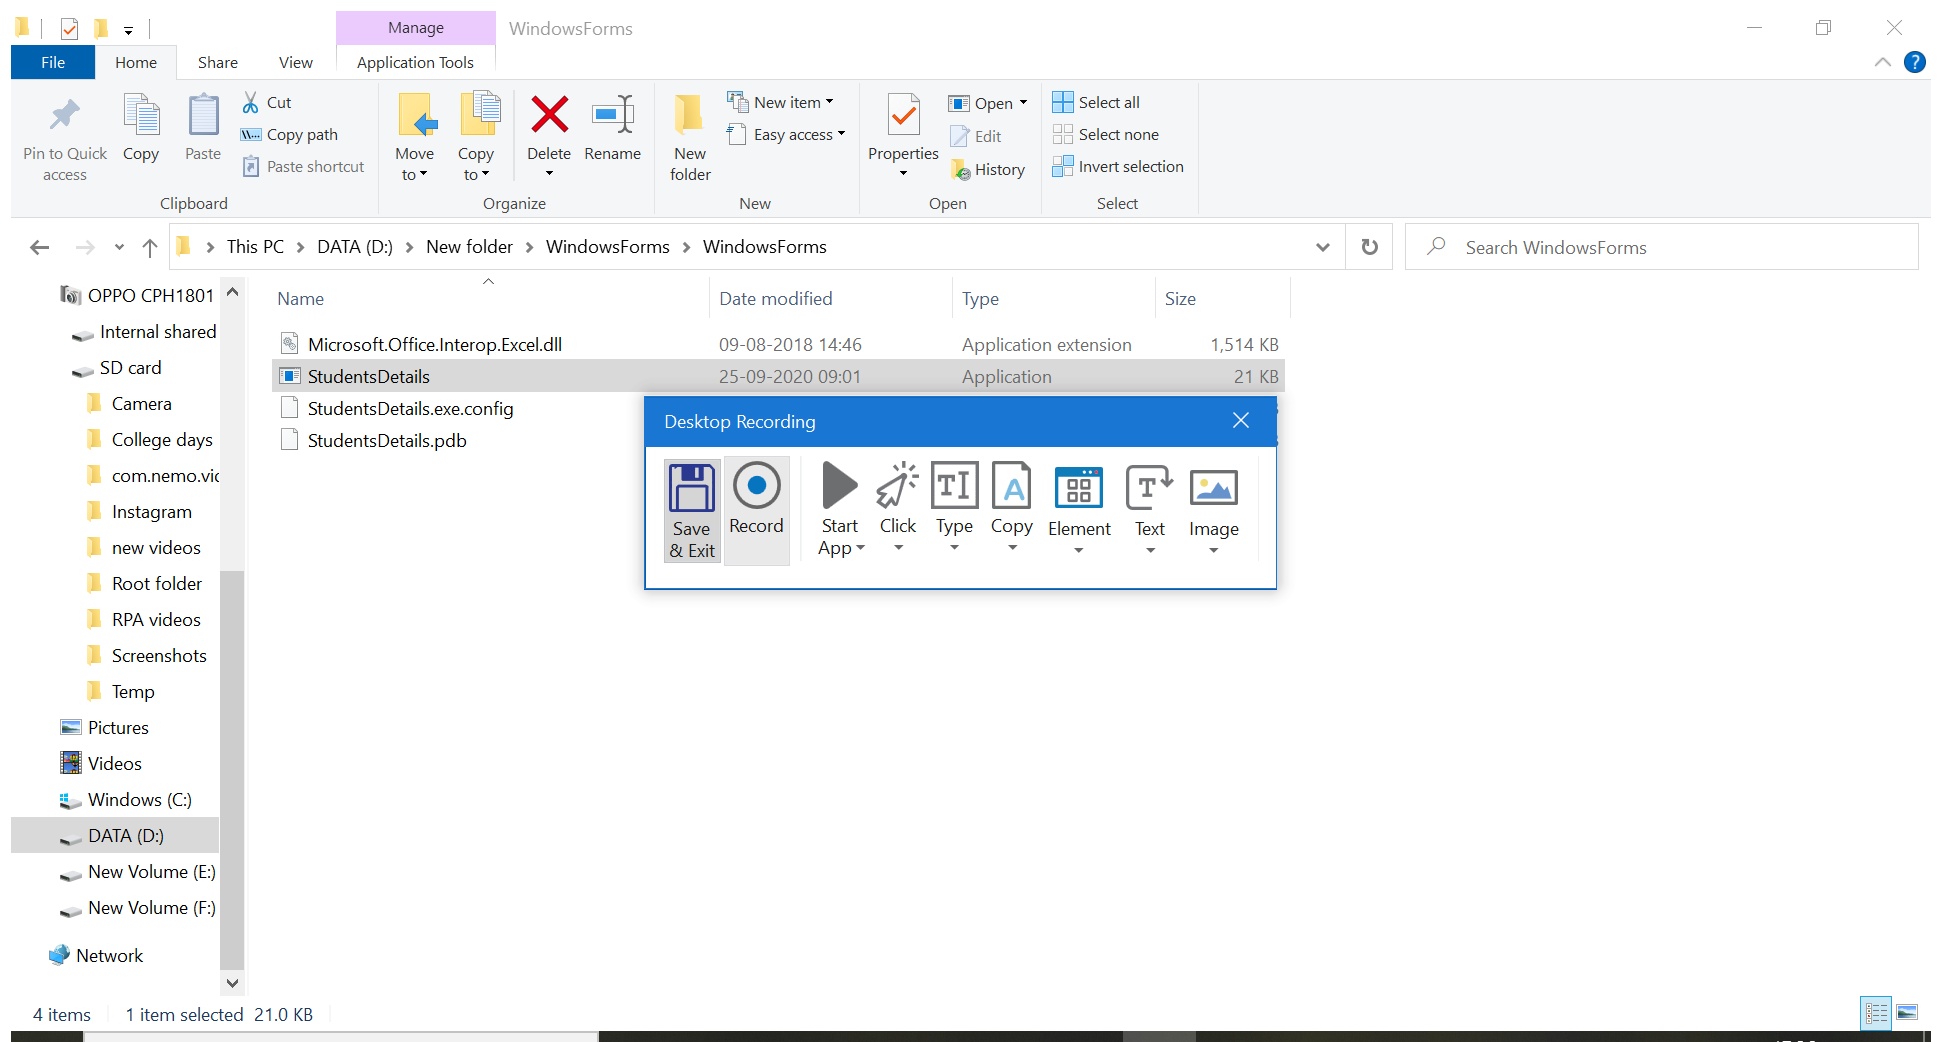 Manage
WindowsForms
File
Home
Share
View
Application Tools
Pin to Quick access
Copy
Paste
Cut
Copy path
Paste shortcut
Move to
Copy to
Delete
Rename
New folder
New item
Easy access
Properties
Open
Edit
History
Select all
Select none
Invert selection
Clipboard
Organize
New
Open
Select
This PC > DATA (D:) > New folder > WindowsForms > WindowsForms
Search WindowsForms
Name
Date modified
Type
Size
Microsoft.Office.Interop.Excel.dll 09-08-2018 14:46 Application extension 1,514 KB
StudentsDetails 25-09-2020 09:01 Application 21 KB
StudentsDetails.exe.config
StudentsDetails.pdb
OPPO CPH1801
Internal shared
SD card
Camera
College days
com.nemo.vic
Instagram
new videos
Root folder
RPA videos
Screenshots
Temp
Pictures
Videos
Windows (C:)
DATA (D:)
New Volume (E:)
New Volume (F:)
Network
Desktop Recording
Save & Exit
Record
Start App
Click
Type
Copy
Element
Text
Image
4 items
1 item selected 21.0 KB